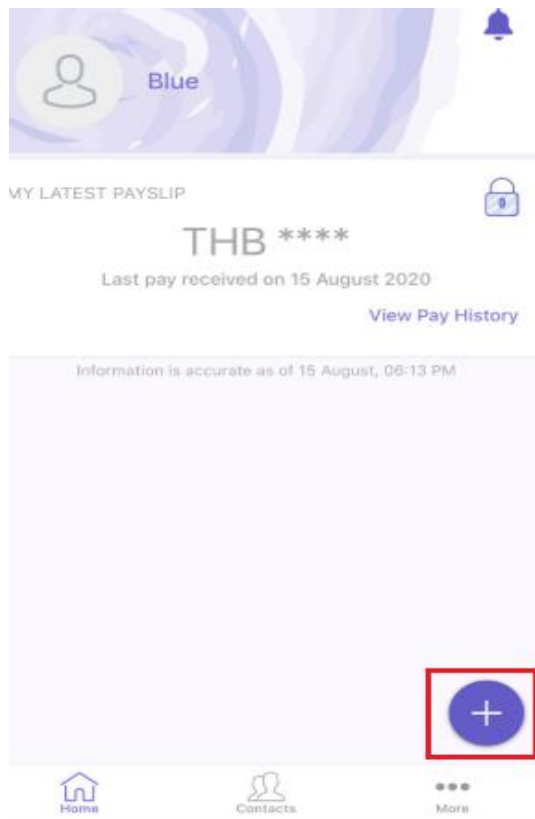 Blue
MY LATEST PAYSLIP
THB ****
Last pay received on 15 August 2020
View Pay History
Information is accurate as of 15 August, 06:13 PM
+
Home
Contacts
More